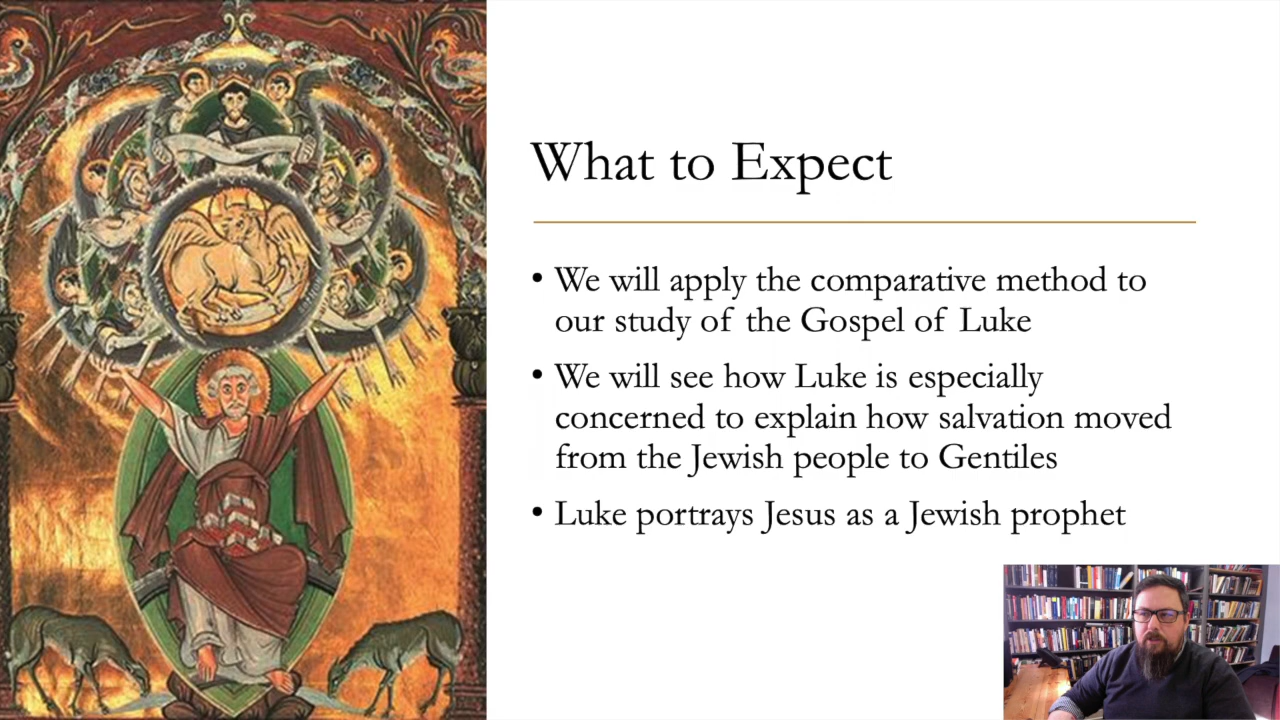 What to Expect
• We will apply the comparative method to
our study of the Gospel of Luke
• We will see how Luke is especially
concerned to explain how salvation moved
from the Jewish people to Gentiles
• Luke portrays Jesus as a Jewish prophet